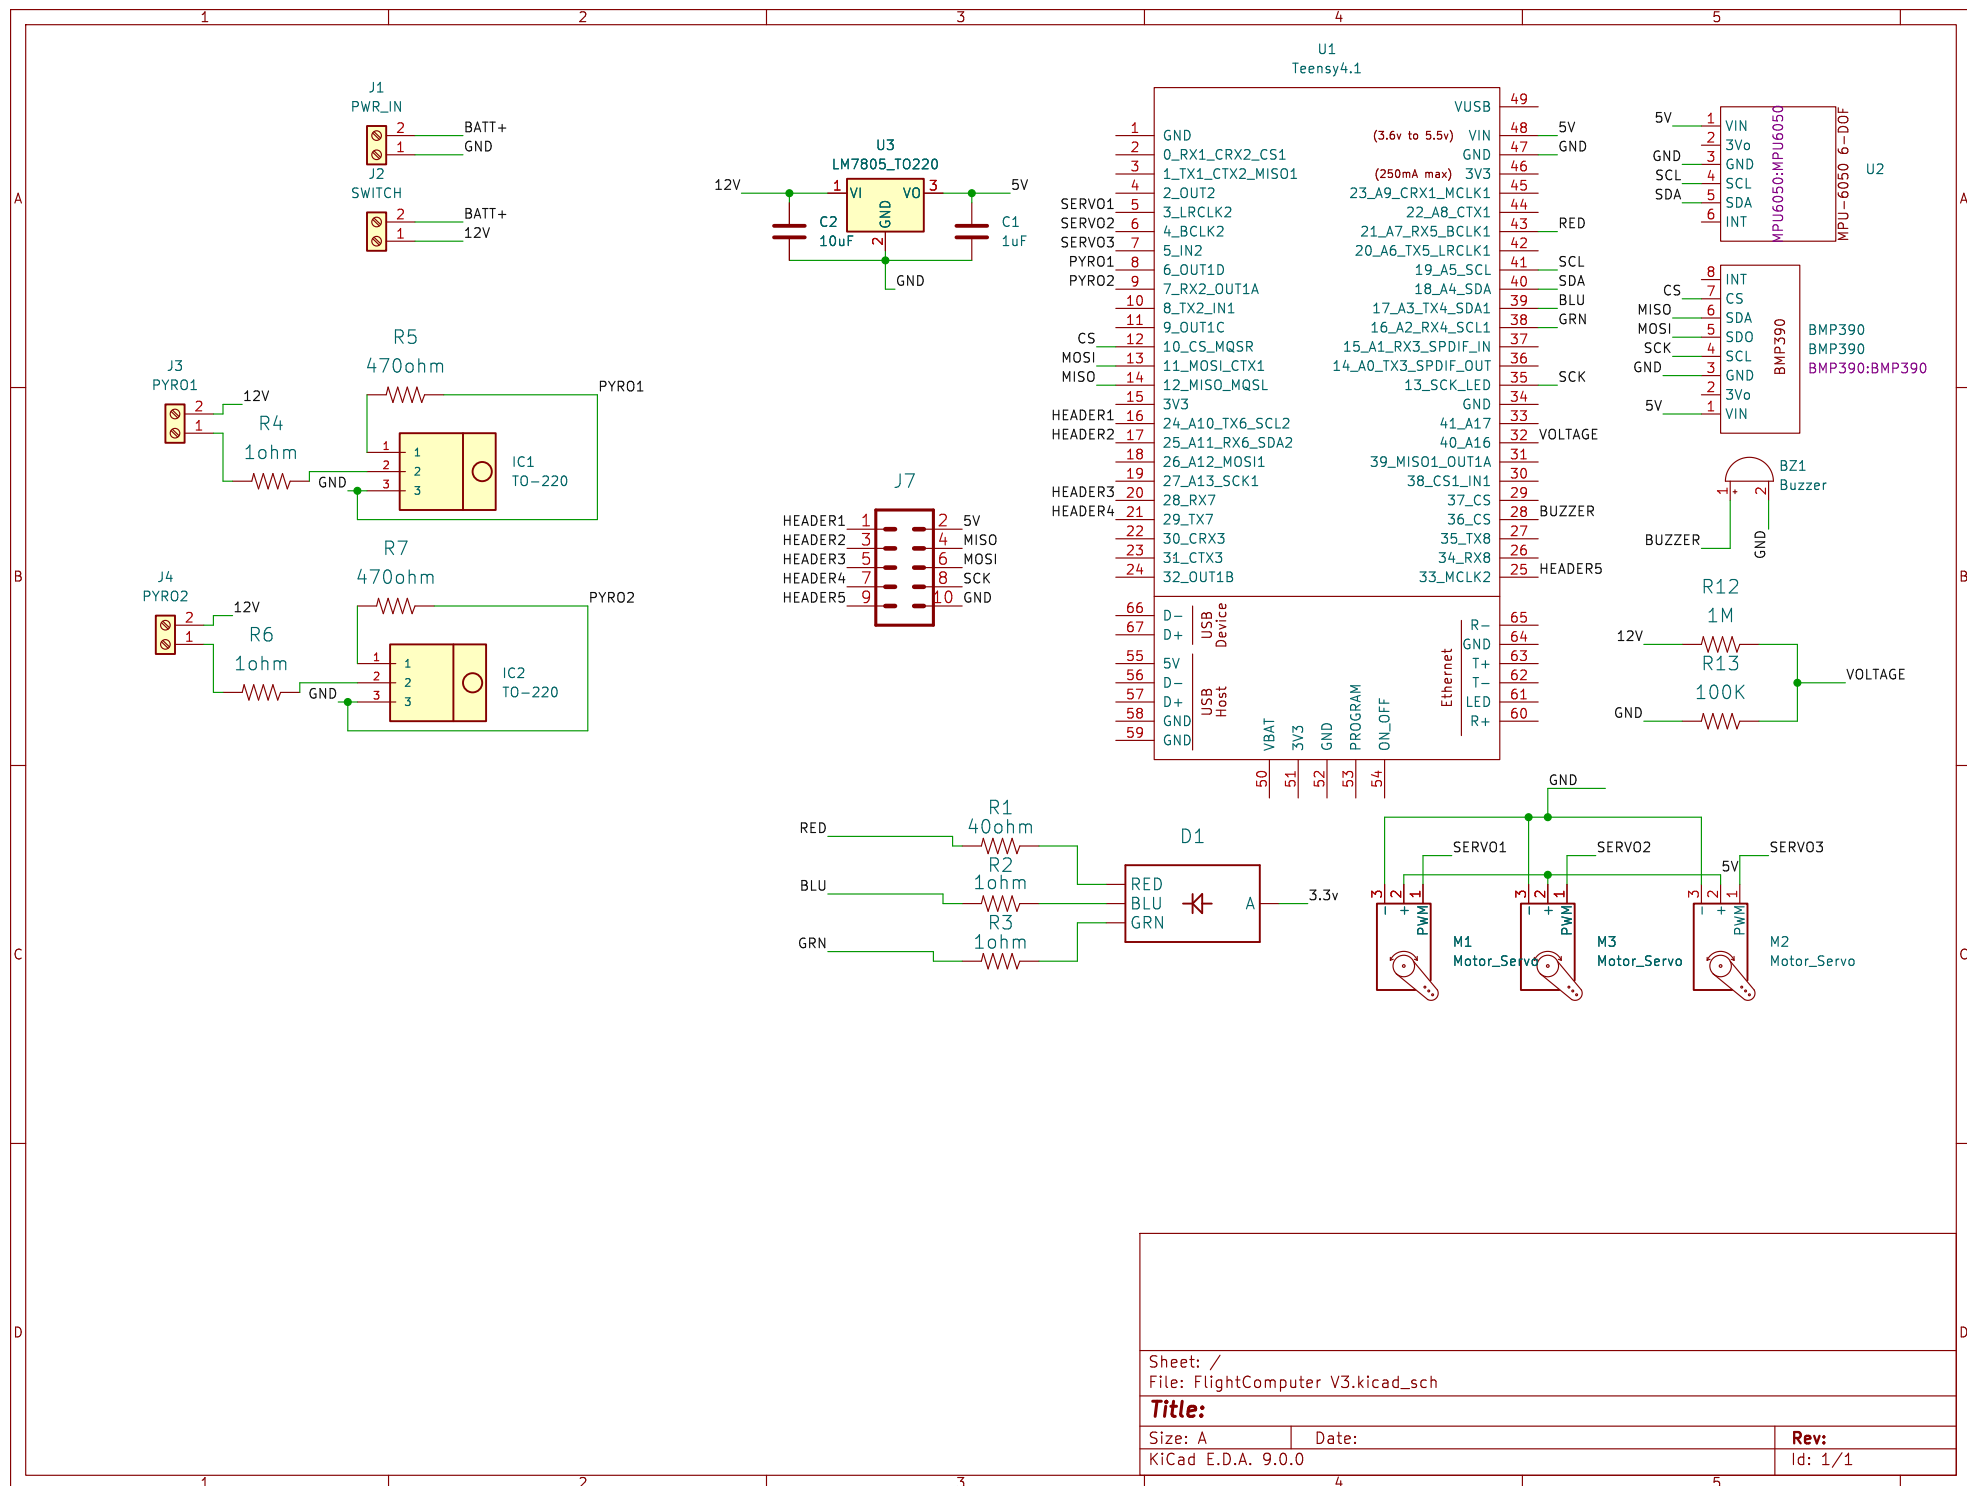 1 2 3 4 5
A
B
C
D
J1
PWR_IN
2 BATT+
1 GND
J2
SWITCH
2 BATT+
1 12V
U3
LM7805_TO220
12V 1 VI VO 3 5V
GND
2
C2
10uF
C1
1uF
GND
J3
PYRO1
2 12V
1
R4
1ohm
R5
470ohm
PYRO1
1 1
2 2
GND 3 3
IC1
TO-220
J4
PYRO2
2 12V
1
R6
1ohm
R7
470ohm
PYRO2
1 1
2 2
GND 3 3
IC2
TO-220
J7
HEADER1 1 2 5V
HEADER2 3 4 MISO
HEADER3 5 6 MOSI
HEADER4 7 8 SCK
HEADER5 9 10 GND
U1
Teensy4.1
1 GND
2 0_RX1_CRX2_CS1
3 1_TX1_CTX2_MISO1
4 2_OUT2
SERVO1 5 3_LRCLK2
SERVO2 6 4_BCLK2
SERVO3 7 5_IN2
PYRO1 8 6_OUT1D
PYRO2 9 7_RX2_OUT1A
10 8_TX2_IN1
11 9_OUT1C
CS 12 10_CS_MQSR
MOSI 13 11_MOSI_CTX1
MISO 14 12_MISO_MQSL
15 3V3
HEADER1 16 24_A10_TX6_SCL2
HEADER2 17 25_A11_RX6_SDA2
18 26_A12_MOSI1
19 27_A13_SCK1
HEADER3 20 28_RX7
HEADER4 21 29_TX7
22 30_CRX3
23 31_CTX3
24 32_OUT1B
66 D-
67 D+
USB Device
55 5V
56 D-
57 D+
58 GND
59 GND
USB Host
VUSB 49
(3.6v to 5.5v) VIN 48 5V
GND 47 GND
(250mA max) 3V3 46
23_A9_CRX1_MCLK1 45
22_A8_CTX1 44
21_A7_RX5_BCLK1 43 RED
20_A6_TX5_LRCLK1 42
19_A5_SCL 41 SCL
18_A4_SDA 40 SDA
17_A3_TX4_SDA1 39 BLU
16_A2_RX4_SCL1 38 GRN
15_A1_RX3_SPDIF_IN 37
14_A0_TX3_SPDIF_OUT 36
13_SCK_LED 35 SCK
GND 34
41_A17 33
40_A16 32 VOLTAGE
39_MISO1_OUT1A 31
38_CS1_IN1 30
37_CS 29
36_CS 28 BUZZER
35_TX8 27
34_RX8 26
33_MCLK2 25 HEADER5
Ethernet
R- 65
GND 64
T+ 63
T- 62
LED 61
R+ 60
VBAT 50
3V3 51
GND 52
PROGRAM 53
ON_OFF 54
5V 1 VIN
2 3Vo
GND 3 GND
SCL 4 SCL
SDA 5 SDA
6 INT
MPU6050:MPU6050
MPU-6050 6-DOF
U2
8 INT
CS 7 CS
MISO 6 SDA
MOSI 5 SDO
SCK 4 SCL
GND 3 GND
2 3Vo
5V 1 VIN
BMP390
BMP390
BMP390
BMP390:BMP390
BZ1
Buzzer
1 + 2
BUZZER
GND
R12
1M
12V
R13
100K
GND
VOLTAGE
RED
R1
40ohm
BLU
R2
1ohm
GRN
R3
1ohm
D1
RED
BLU A 3.3v
GRN
GND
SERVO1 SERVO2 SERVO3
5V
3 2 1 3 2 1 3 2 1
- + PWM - + PWM - + PWM
M1
Motor_Servo
M3
Motor_Servo
M2
Motor_Servo
Sheet: /
File: FlightComputer V3.kicad_sch
Title:
Size: A Date: Rev:
KiCad E.D.A. 9.0.0 Id: 1/1
A
B
C
D
1 2 3 4 5